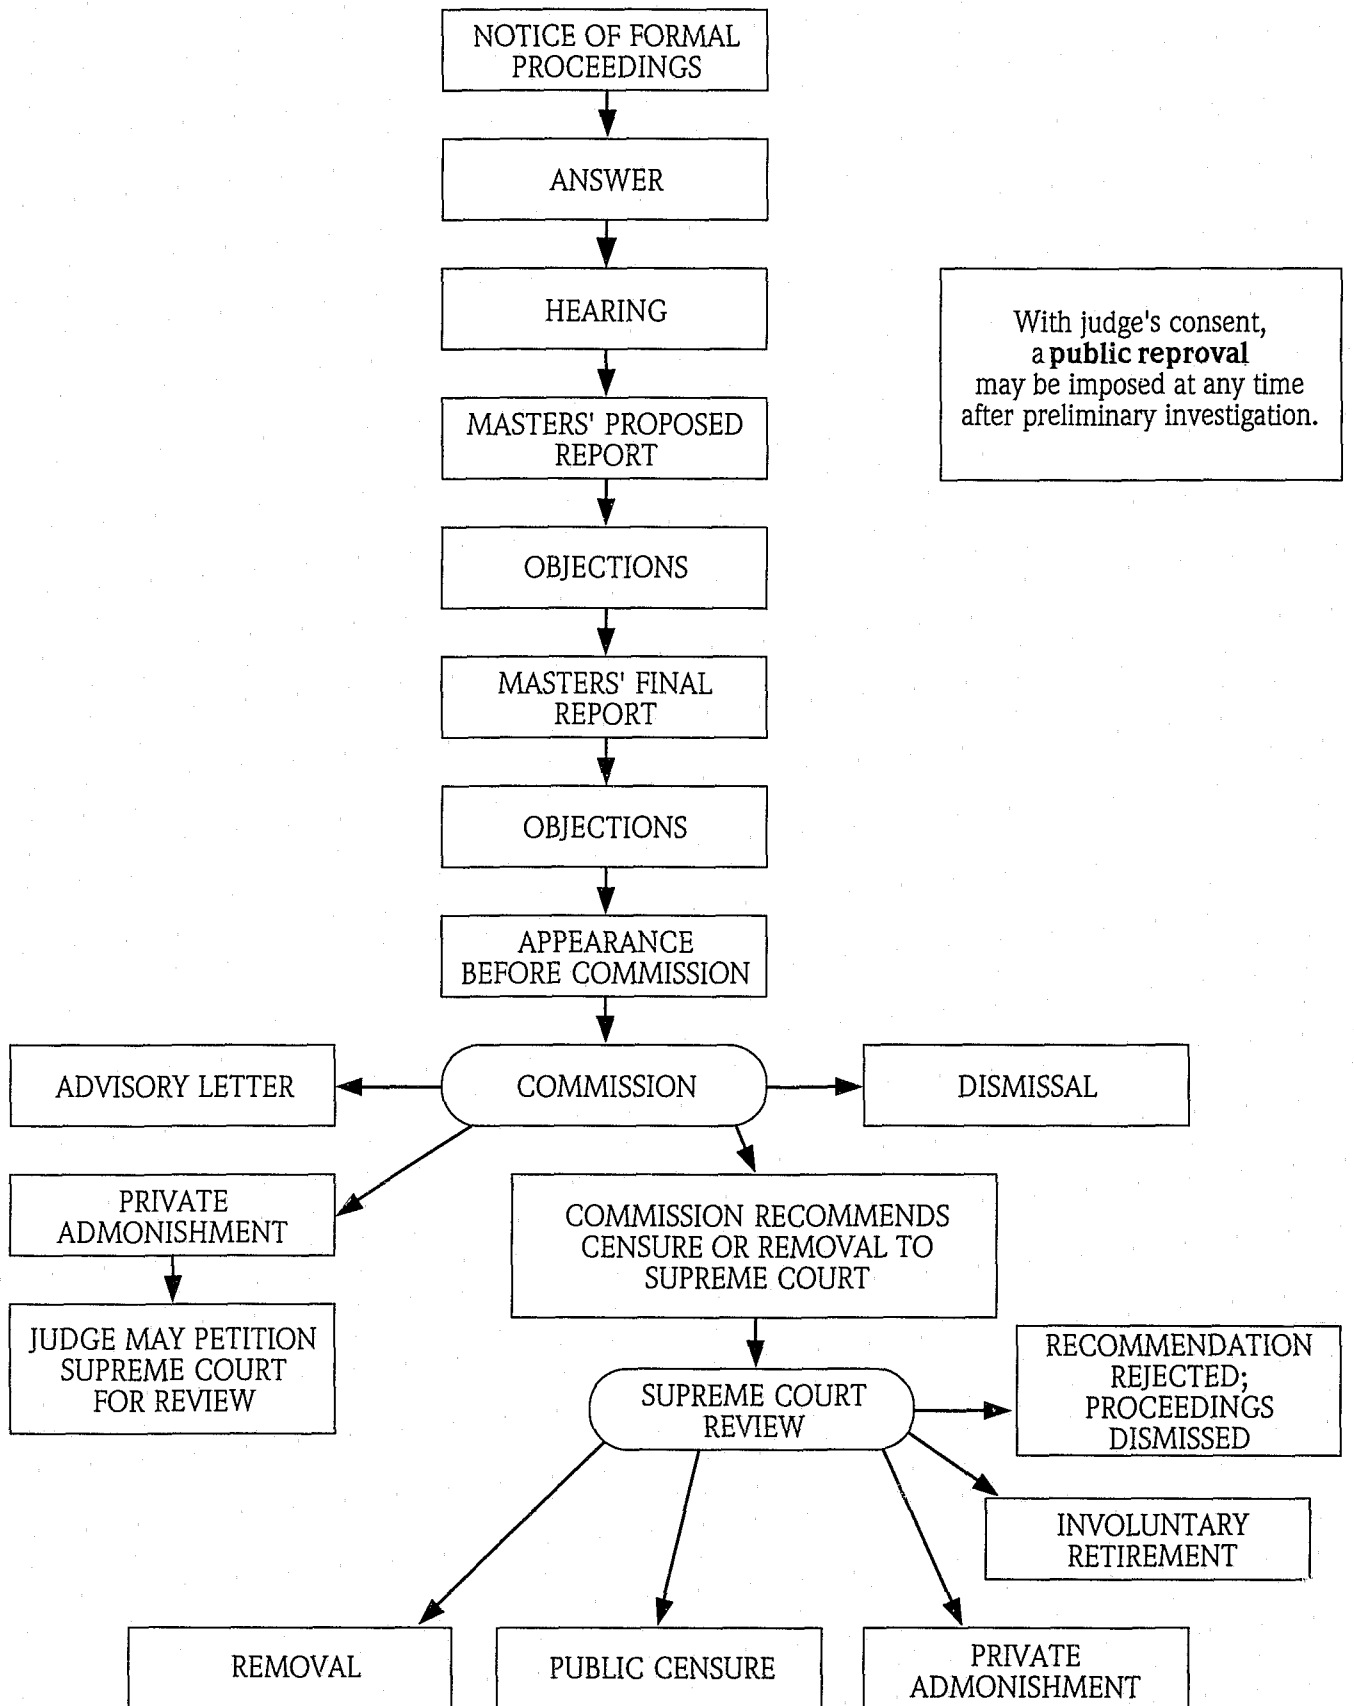 NOTICE OF FORMAL
PROCEEDINGS
ANSWER
HEARING
With judge's consent,
a public reproval
may be imposed at any time
after preliminary investigation.
MASTERS' PROPOSED
REPORT
OBJECTIONS
MASTERS' FINAL
REPORT
OBJECTIONS
APPEARANCE
BEFORE COMMISSION
ADVISORY LETTER
COMMISSION
DISMISSAL
PRIVATE
ADMONISHMENT
COMMISSION RECOMMENDS
CENSURE OR REMOVAL TO
SUPREME COURT
JUDGE MAY PETITION
SUPREME COURT
FOR REVIEW
SUPREME COURT
REVIEW
RECOMMENDATION
REJECTED;
PROCEEDINGS
DISMISSED
INVOLUNTARY
RETIREMENT
REMOVAL
PUBLIC CENSURE
PRIVATE
ADMONISHMENT